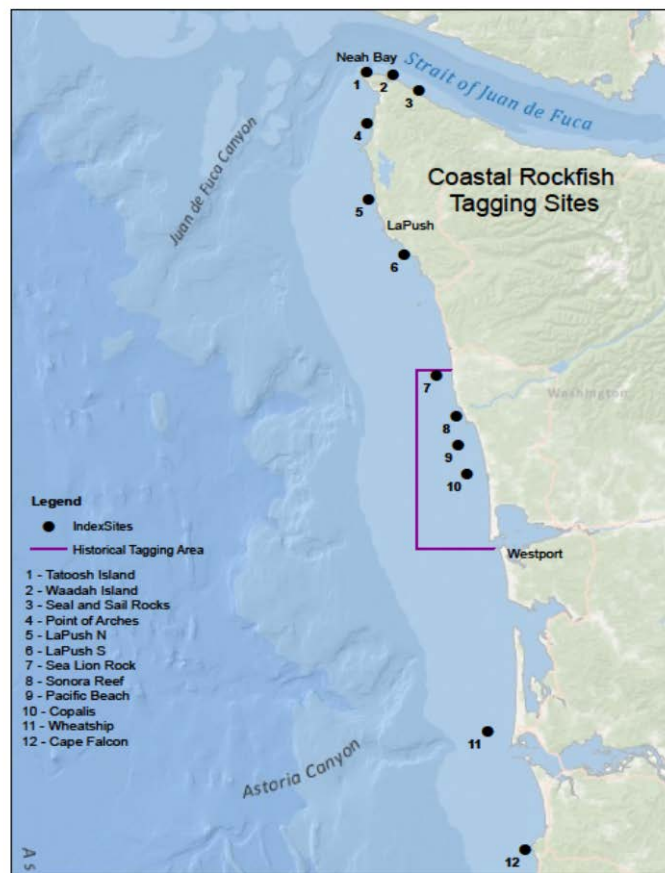 Neah Bay
1
2
3
Strait of Juan de Fuca
4
Juan de Fuca Canyon
Coastal Rockfish
Tagging Sites
5
LaPush
6
7
Washington
8
9
10
Legend
IndexSites
Historical Tagging Area
Westport
1 - Tatoosh Island
2 - Waadah Island
3 - Seal and Sail Rocks
4 - Point of Arches
5 - LaPush N
6 - LaPush S
7 - Sea Lion Rock
8 - Sonora Reef
9 - Pacific Beach
10 - Copalis
11 - Wheatship
12 - Cape Falcon
11
Astoria Canyon
12
A s